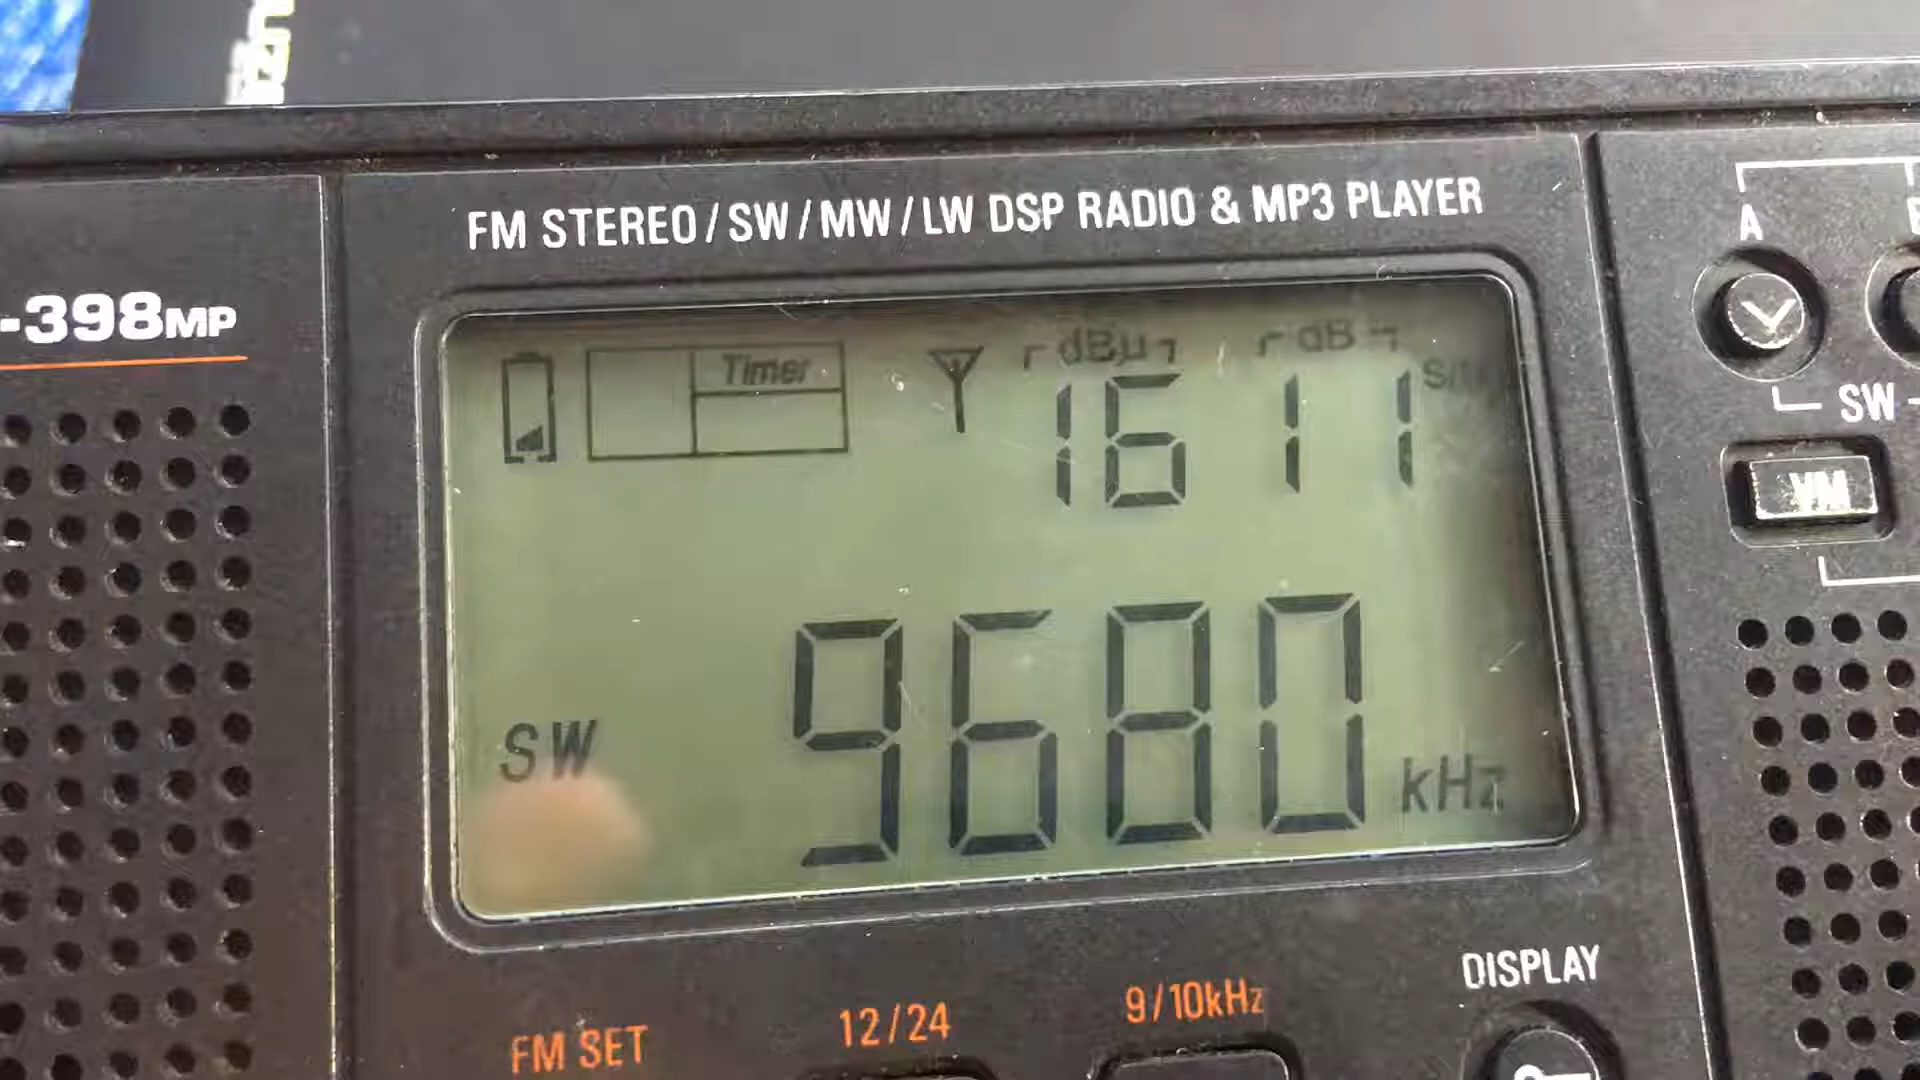 FM STEREO/SW/MW/LW DSP RADIO & MP3 PLAYER
-398MP
Timer
dBµ
dB
16 11
S/N
SW
9680
kHz
A
SW
VM
DISPLAY
FM SET
12/24
9/10kHz